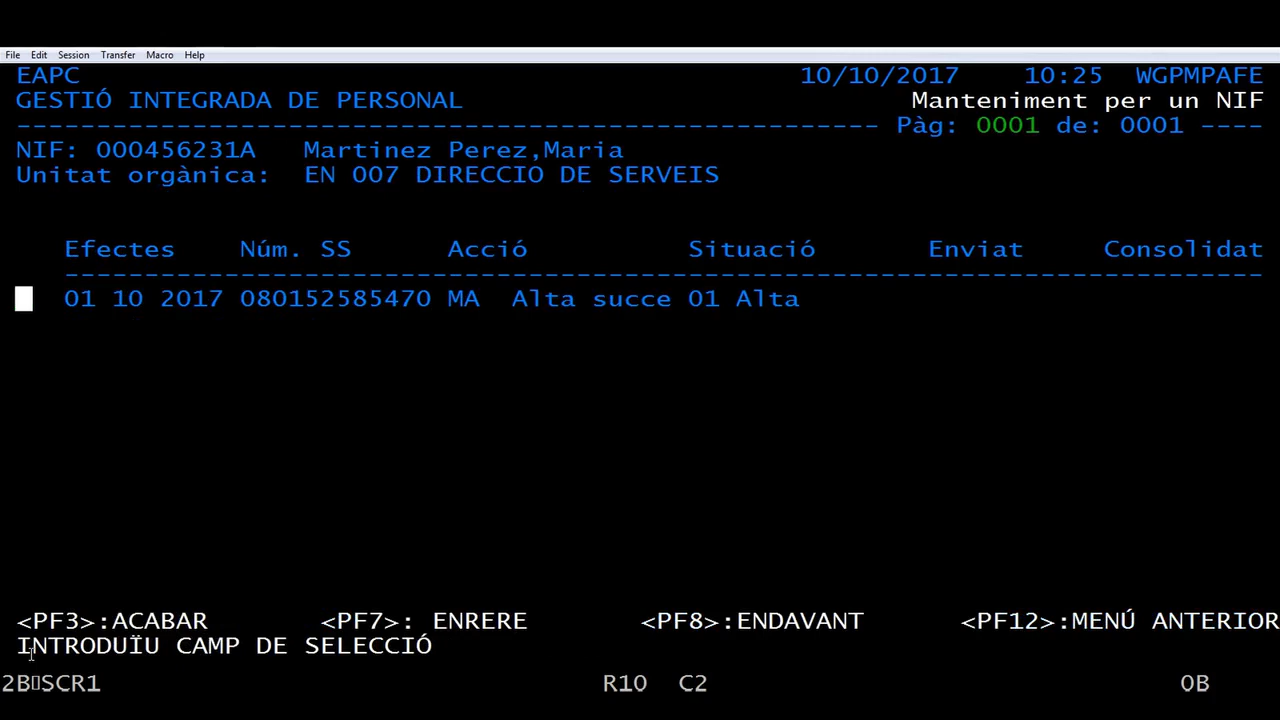 File Edit Session Transfer Macro Help
EAPC 10/10/2017 10:25 WGPMPAFE
GESTIÓ INTEGRADA DE PERSONAL Manteniment per un NIF
------------------------------------------------------ Pàg: 0001 de: 0001 ----
NIF: 000456231A Martinez Perez,Maria
Unitat orgànica: EN 007 DIRECCIO DE SERVEIS
Efectes Núm. SS Acció Situació Enviat Consolidat
---------------------------------------------------------------------------
01 10 2017 080152585470 MA Alta succe 01 Alta
<PF3>:ACABAR <PF7>: ENRERE <PF8>:ENDAVANT <PF12>:MENÚ ANTERIOR
INTRODUÏU CAMP DE SELECCIÓ
2B▯SCR1 R10 C2 0B